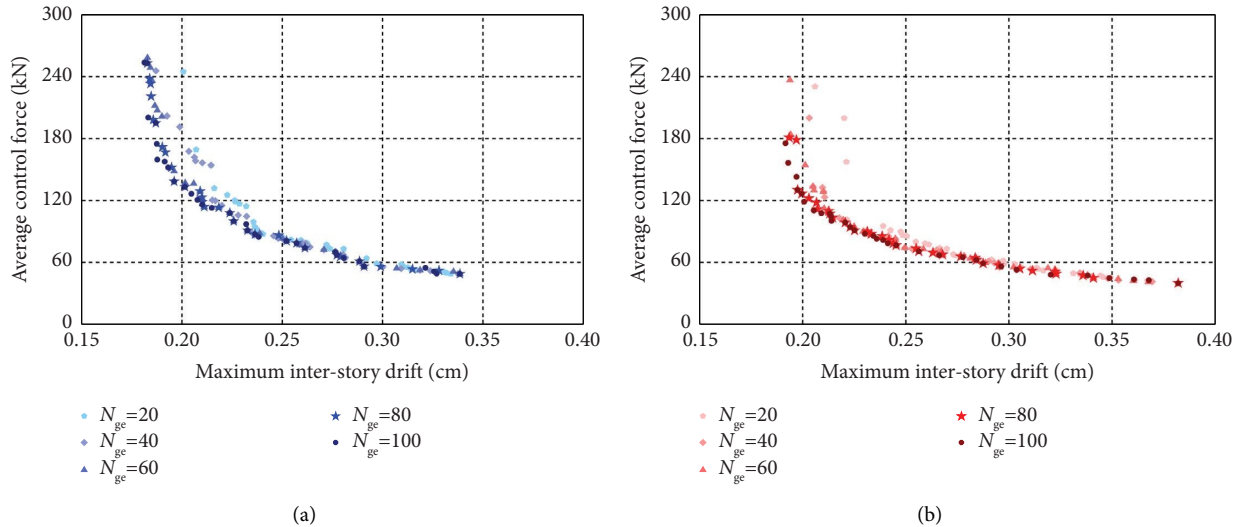 300
240
180
120
60
0
Average control force (kN)
0.15
0.20
0.25
0.30
0.35
0.40
Maximum inter-story drift (cm)
Nge=20
Nge=40
Nge=60
Nge=80
Nge=100
(a)
300
240
180
120
60
0
Average control force (kN)
0.15
0.20
0.25
0.30
0.35
0.40
Maximum inter-story drift (cm)
Nge=20
Nge=40
Nge=60
Nge=80
Nge=100
(b)